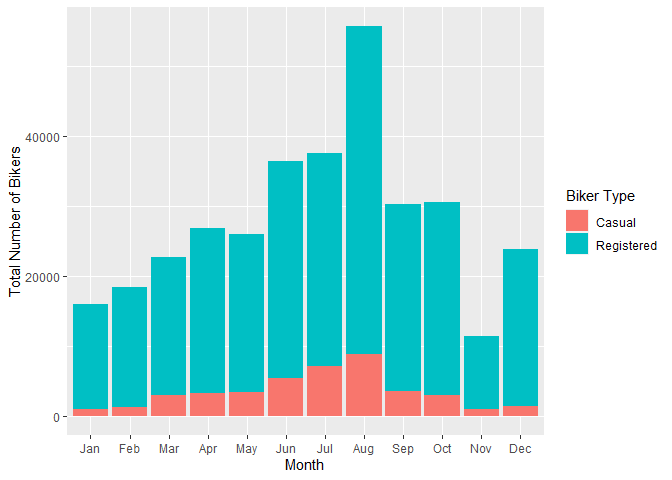 Total Number of Bikers
40000
20000
0
Jan Feb Mar Apr May Jun Jul Aug Sep Oct Nov Dec
Month
Biker Type
Casual
Registered